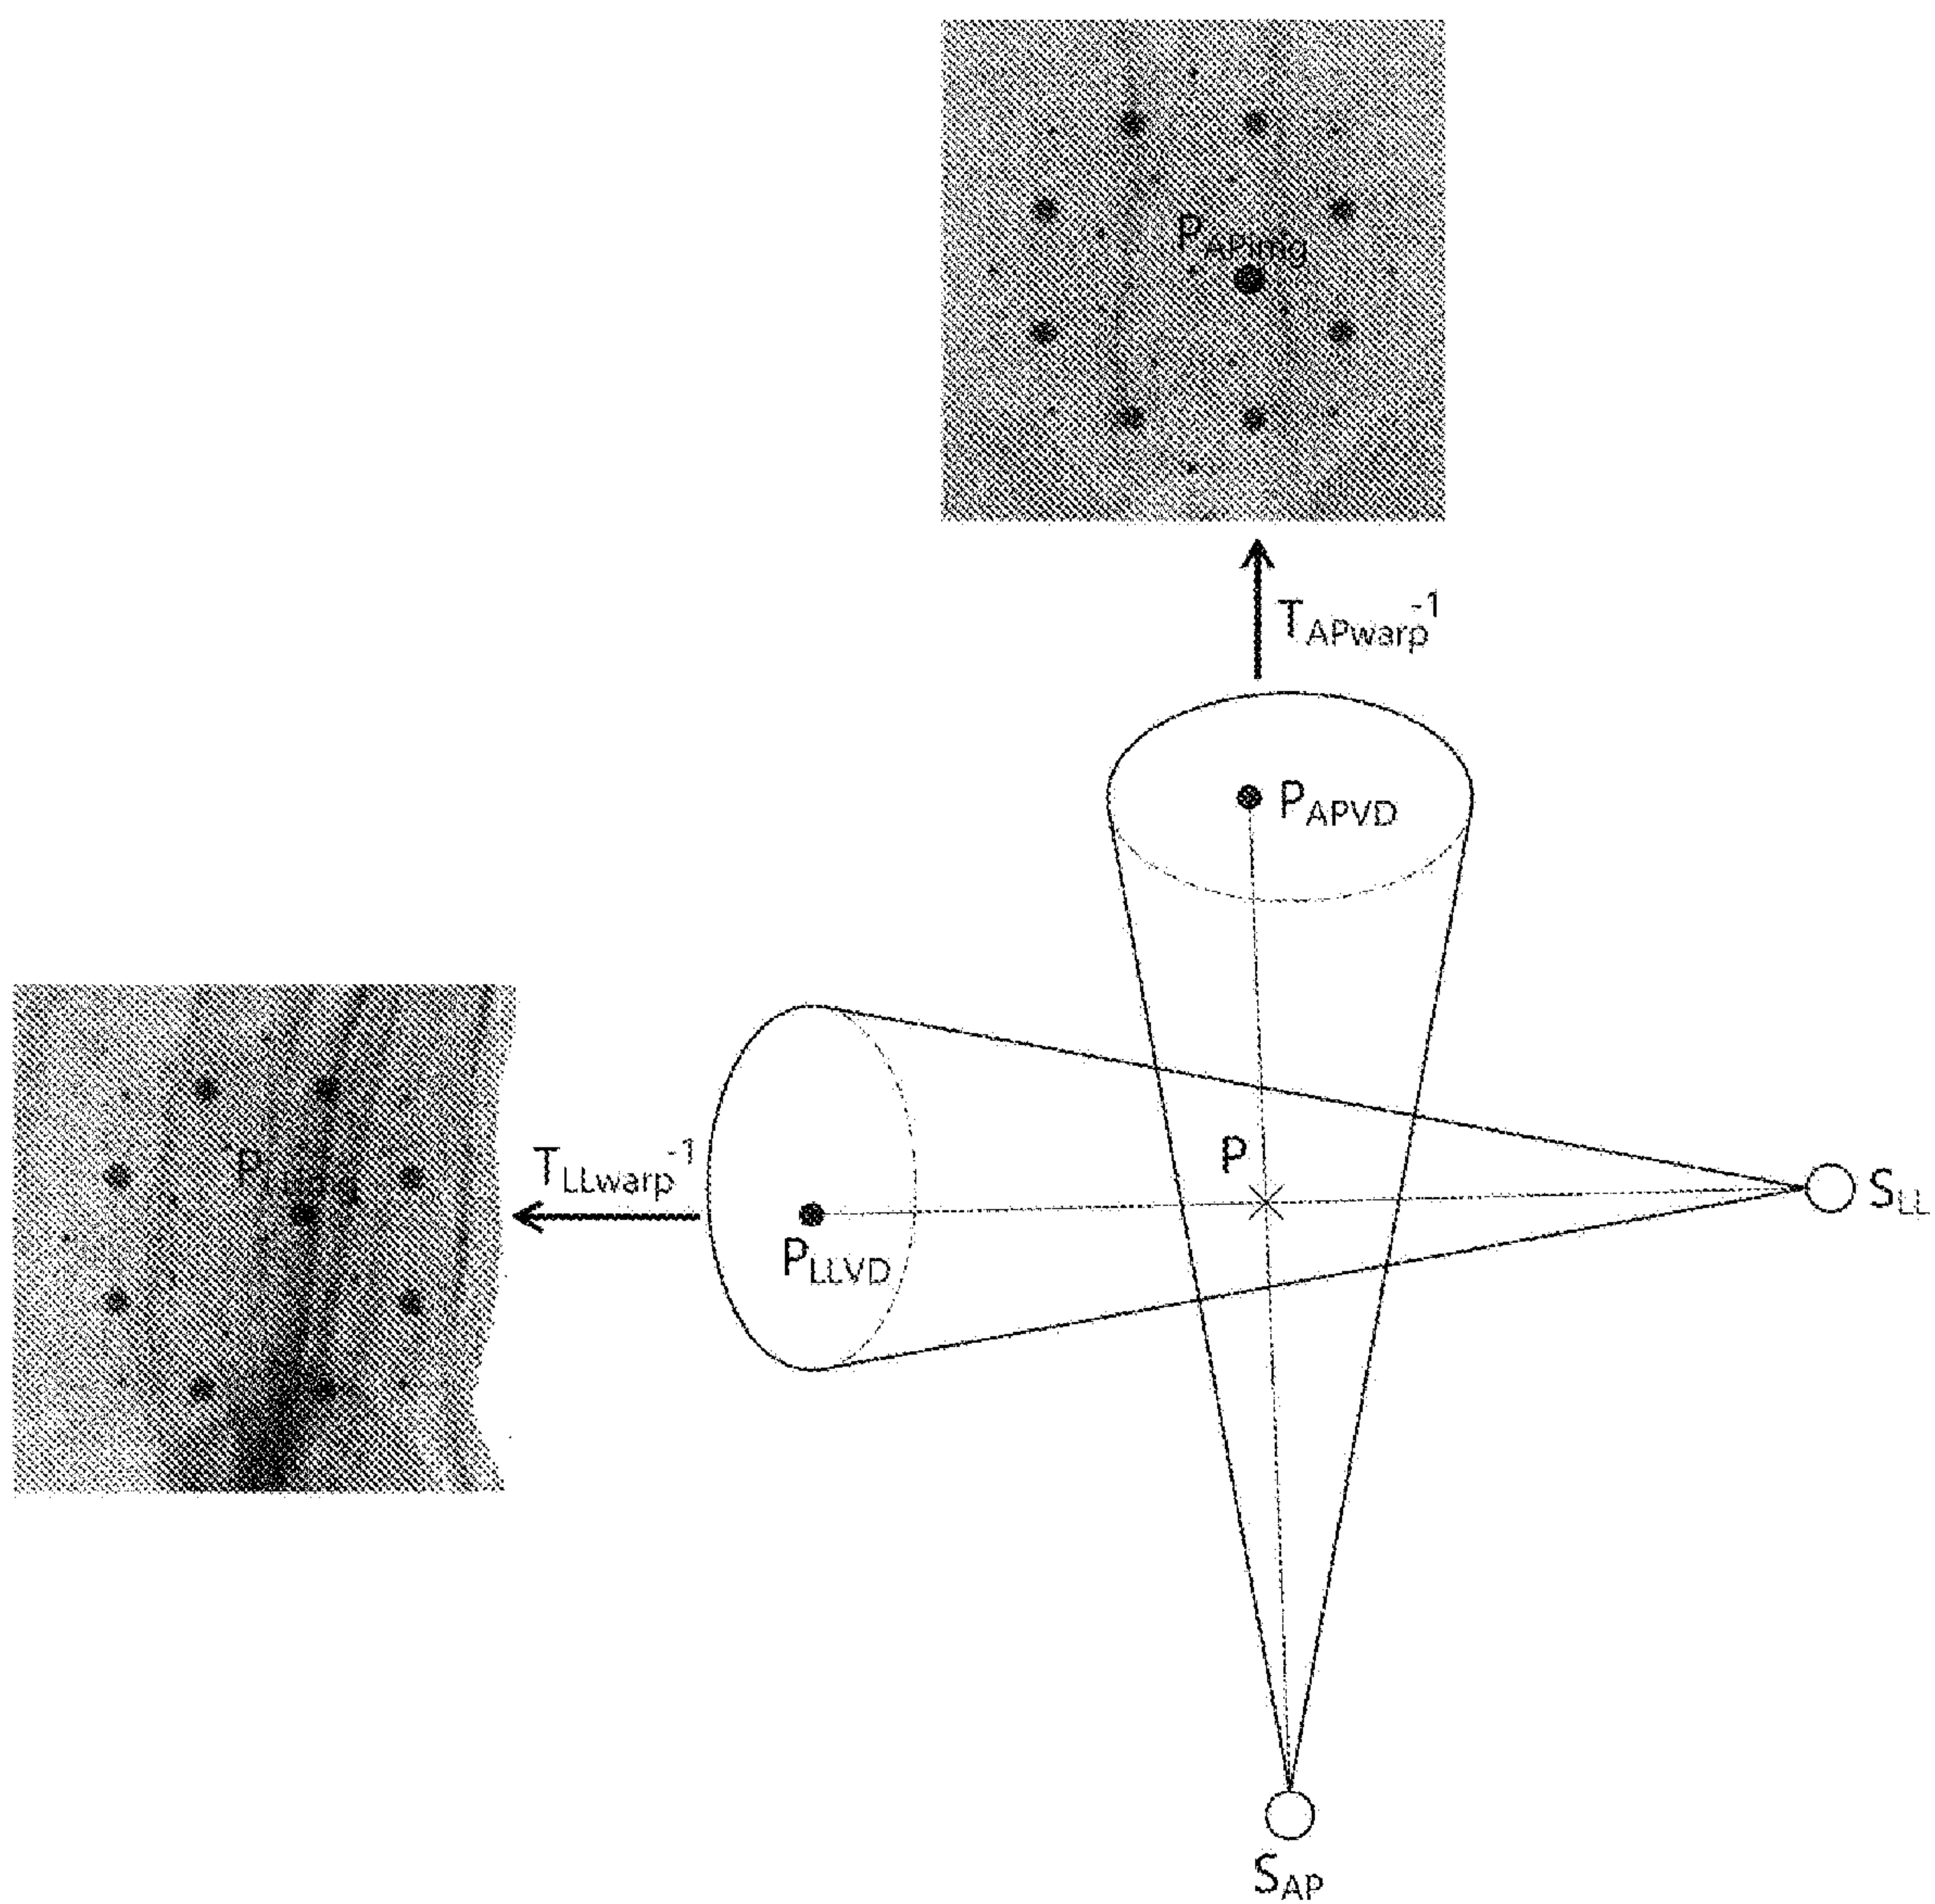 P_APimg
T_APwarp^-1
P_APVD
T_LLwarp^-1
P
S_LL
P_LLVD
S_AP